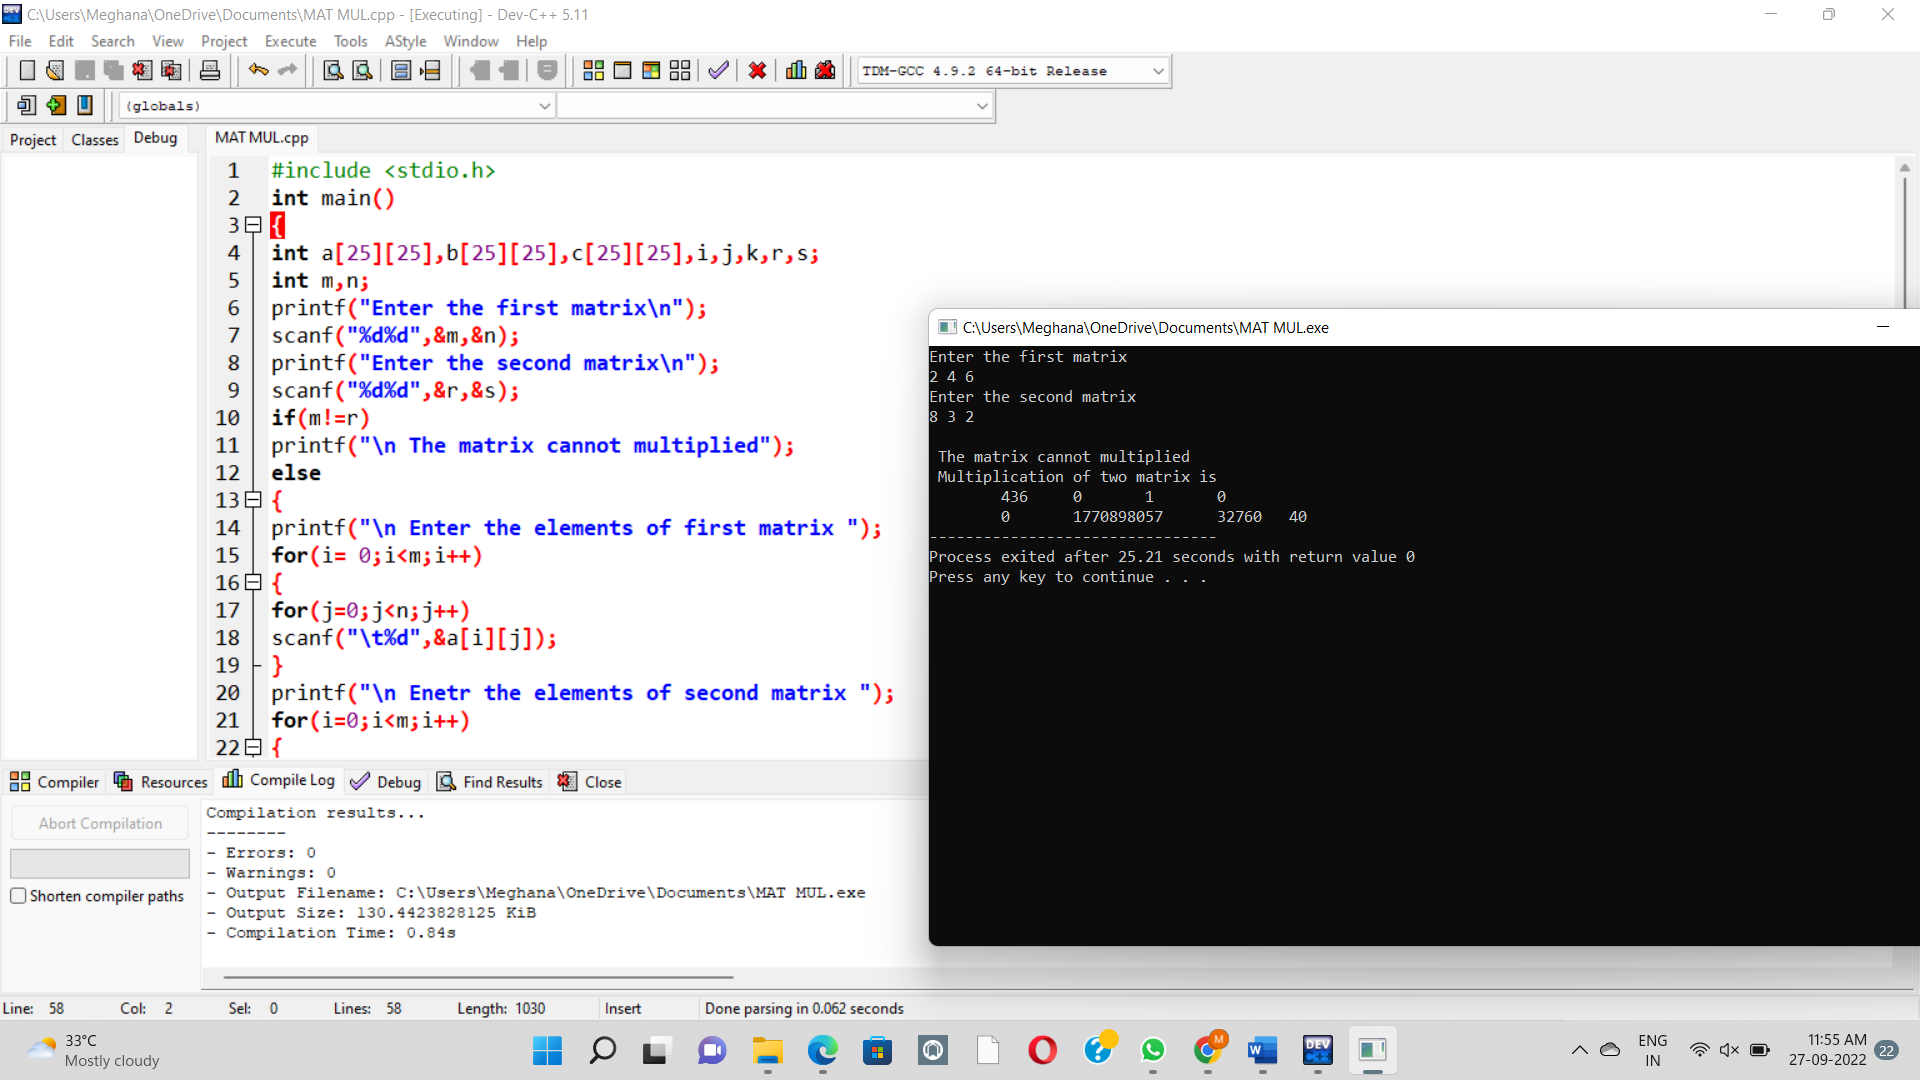 C:\Users\Meghana\OneDrive\Documents\MAT MUL.cpp - [Executing] - Dev-C++ 5.11
File Edit Search View Project Execute Tools AStyle Window Help
TDM-GCC 4.9.2 64-bit Release
(globals)
Project Classes Debug
MAT MUL.cpp
1 #include <stdio.h>
2 int main()
3 {
4 int a[25][25],b[25][25],c[25][25],i,j,k,r,s;
5 int m,n;
6 printf("Enter the first matrix\n");
7 scanf("%d%d",&m,&n);
8 printf("Enter the second matrix\n");
9 scanf("%d%d",&r,&s);
10 if(m!=r)
11 printf("\n The matrix cannot multiplied");
12 else
13 {
14 printf("\n Enter the elements of first matrix ");
15 for(i= 0;i<m;i++)
16 {
17 for(j=0;j<n;j++)
18 scanf("\t%d",&a[i][j]);
19 }
20 printf("\n Enetr the elements of second matrix ");
21 for(i=0;i<m;i++)
22 {
C:\Users\Meghana\OneDrive\Documents\MAT MUL.exe
Enter the first matrix
2 4 6
Enter the second matrix
8 3 2
The matrix cannot multiplied
Multiplication of two matrix is
436 0 1 0
0 1770898057 32760 40
--------------------------------
Process exited after 25.21 seconds with return value 0
Press any key to continue . . .
Compiler Resources Compile Log Debug Find Results Close
Abort Compilation
Shorten compiler paths
Compilation results...
--------
- Errors: 0
- Warnings: 0
- Output Filename: C:\Users\Meghana\OneDrive\Documents\MAT MUL.exe
- Output Size: 130.4423828125 KiB
- Compilation Time: 0.84s
Line: 58 Col: 2 Sel: 0 Lines: 58 Length: 1030 Insert Done parsing in 0.062 seconds
33°C
Mostly cloudy
M
W
DEV
ENG
IN
11:55 AM
27-09-2022
22